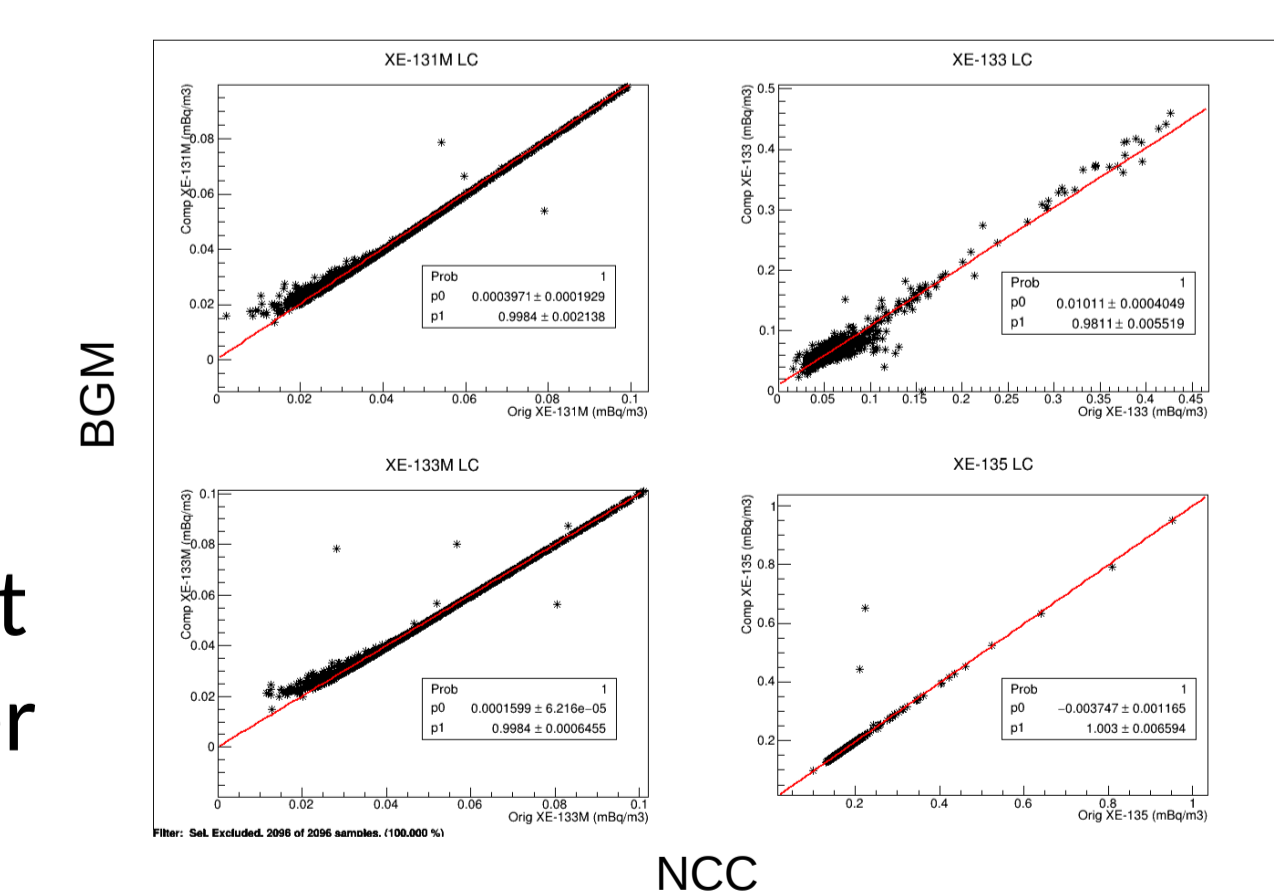 XE-131M LC
Comp XE-131M (mBq/m3)
0.08
0.06
0.04
0.02
0
Prob 1
p0 0.0003971 ± 0.0001929
p1 0.9984 ± 0.002138
0 0.02 0.04 0.06 0.08 0.1
Orig XE-131M (mBq/m3)
XE-133 LC
Comp XE-133 (mBq/m3)
0.5
0.4
0.3
0.2
0.1
0
Prob 1
p0 0.01011 ± 0.0004049
p1 0.9811 ± 0.005519
0 0.05 0.1 0.15 0.2 0.25 0.3 0.35 0.4 0.45
Orig XE-133 (mBq/m3)
BGM
XE-133M LC
Comp XE-133M (mBq/m3)
0.1
0.08
0.06
0.04
0.02
0
Prob 1
p0 0.0001599 ± 6.216e−05
p1 0.9984 ± 0.0006455
0 0.02 0.04 0.06 0.08 0.1
Orig XE-133M (mBq/m3)
XE-135 LC
Comp XE-135 (mBq/m3)
1
0.8
0.6
0.4
0.2
Prob 1
p0 −0.003747 ± 0.001165
p1 1.003 ± 0.006594
0.2 0.4 0.6 0.8 1
Orig XE-135 (mBq/m3)
t
r
Filter: Sel. Excluded. 2096 of 2096 samples. (100.000 %)
NCC